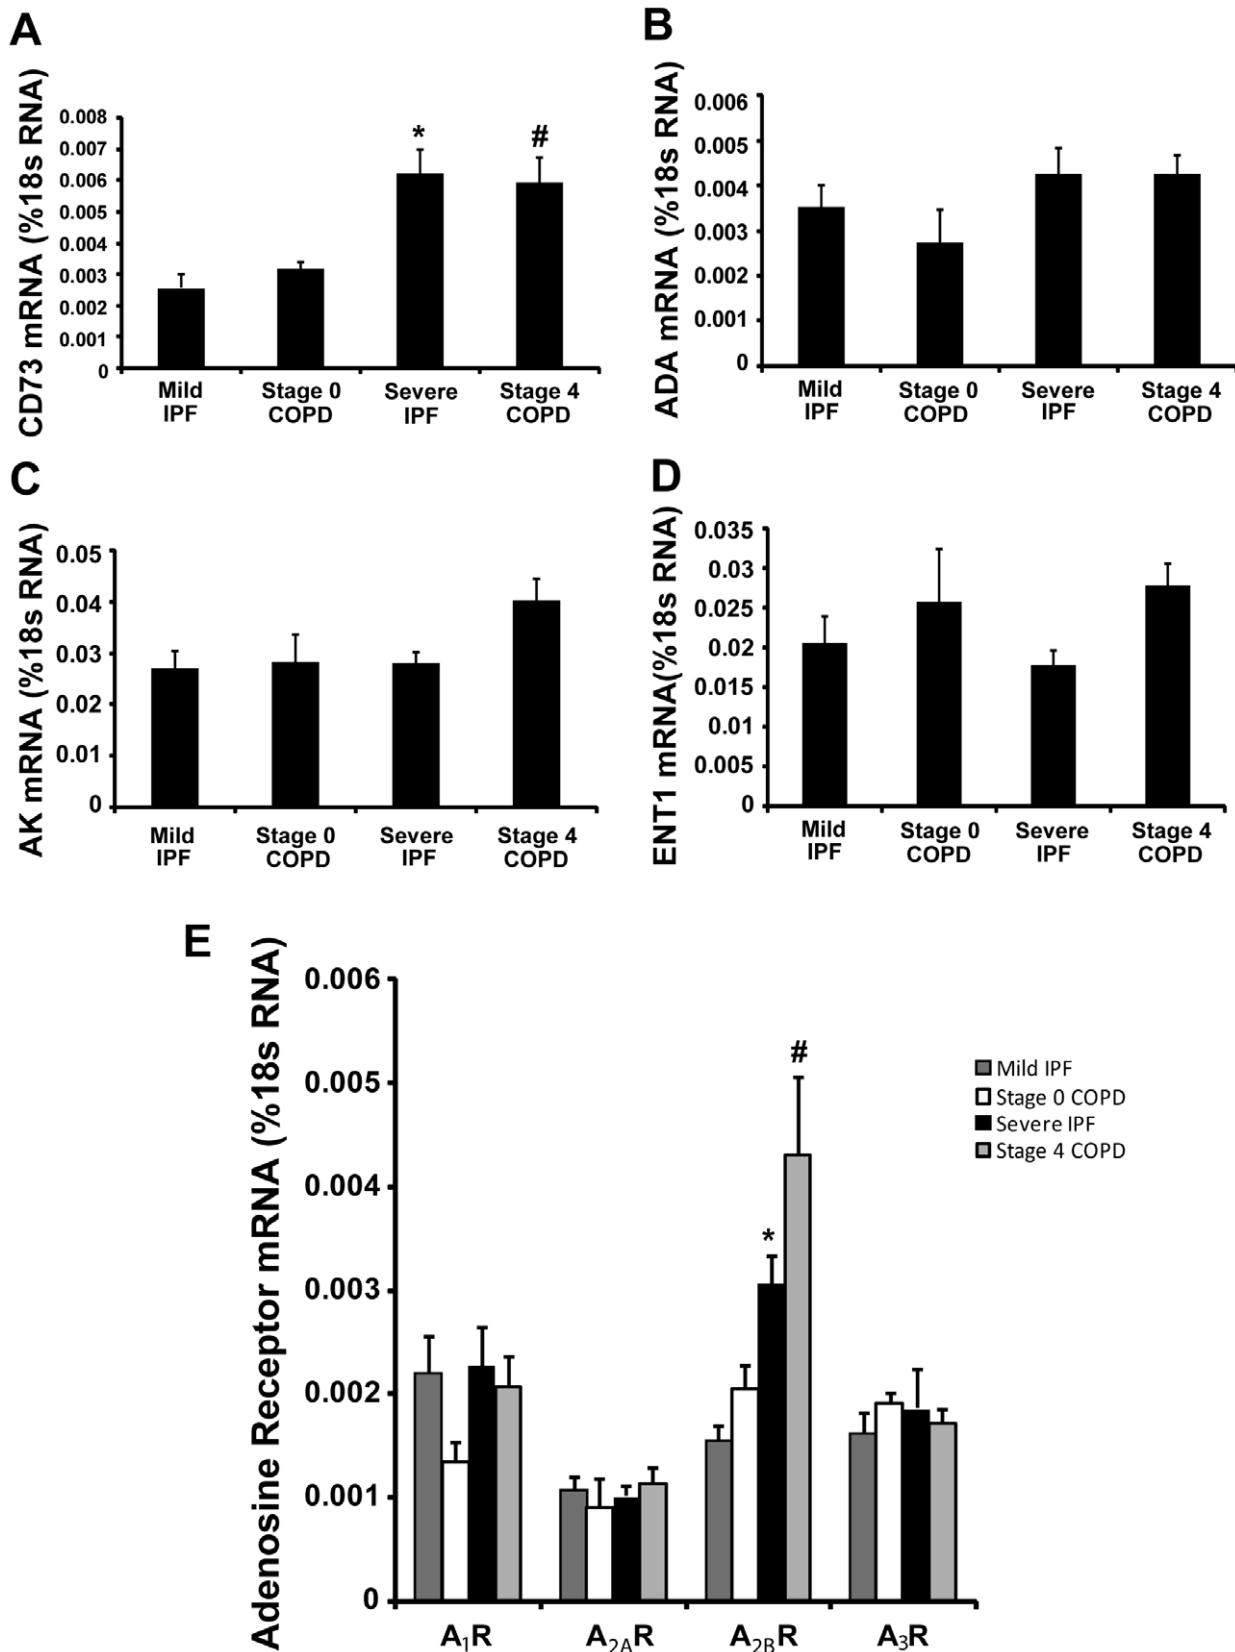 A
CD73 mRNA (%18s RNA)
0.008
0.007
0.006
0.005
0.004
0.003
0.002
0.001
0
*
#
Mild IPF
Stage 0 COPD
Severe IPF
Stage 4 COPD
B
ADA mRNA (%18s RNA)
0.006
0.005
0.004
0.003
0.002
0.001
0
Mild IPF
Stage 0 COPD
Severe IPF
Stage 4 COPD
C
AK mRNA (%18s RNA)
0.05
0.04
0.03
0.02
0.01
0
Mild IPF
Stage 0 COPD
Severe IPF
Stage 4 COPD
D
ENT1 mRNA(%18s RNA)
0.035
0.03
0.025
0.02
0.015
0.01
0.005
0
Mild IPF
Stage 0 COPD
Severe IPF
Stage 4 COPD
E
Adenosine Receptor mRNA (%18s RNA)
0.006
0.005
0.004
0.003
0.002
0.001
0
*
#
Mild IPF
Stage 0 COPD
Severe IPF
Stage 4 COPD
A₁R
A₂AR
A₂BR
A₃R